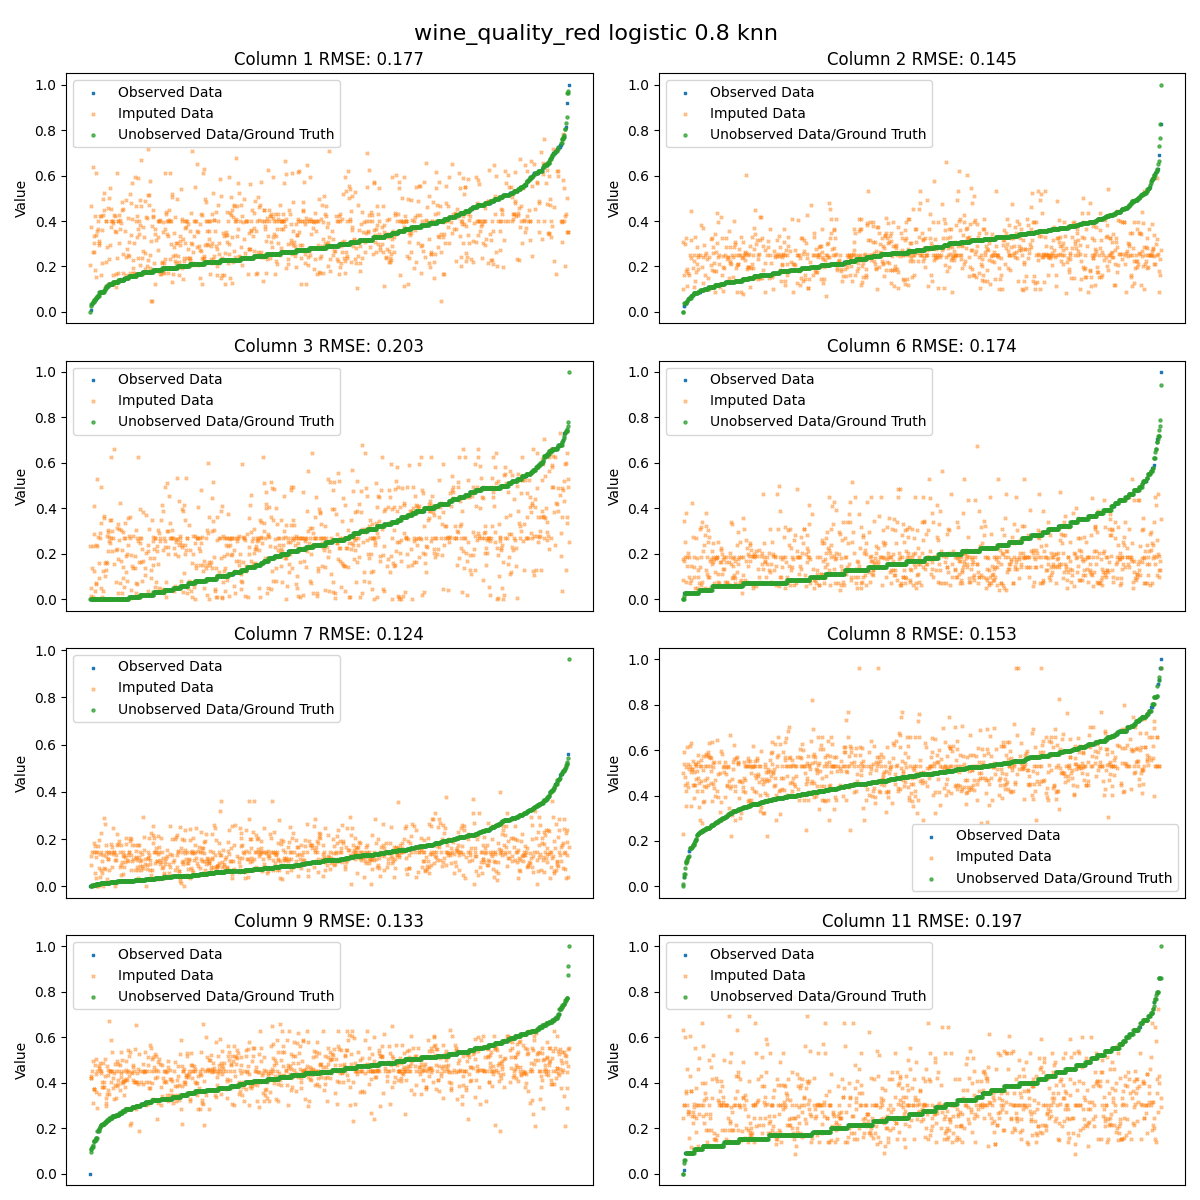 wine_quality_red logistic 0.8 knn
Column 1 RMSE: 0.177
1.0
0.8
0.6
0.4
0.2
0.0
Value
Observed Data
Imputed Data
Unobserved Data/Ground Truth
Column 2 RMSE: 0.145
1.0
0.8
0.6
0.4
0.2
0.0
Value
Observed Data
Imputed Data
Unobserved Data/Ground Truth
Column 3 RMSE: 0.203
1.0
0.8
0.6
0.4
0.2
0.0
Value
Observed Data
Imputed Data
Unobserved Data/Ground Truth
Column 6 RMSE: 0.174
1.0
0.8
0.6
0.4
0.2
0.0
Value
Observed Data
Imputed Data
Unobserved Data/Ground Truth
Column 7 RMSE: 0.124
1.0
0.8
0.6
0.4
0.2
0.0
Value
Observed Data
Imputed Data
Unobserved Data/Ground Truth
Column 8 RMSE: 0.153
1.0
0.8
0.6
0.4
0.2
0.0
Value
Observed Data
Imputed Data
Unobserved Data/Ground Truth
Column 9 RMSE: 0.133
1.0
0.8
0.6
0.4
0.2
0.0
Value
Observed Data
Imputed Data
Unobserved Data/Ground Truth
Column 11 RMSE: 0.197
1.0
0.8
0.6
0.4
0.2
0.0
Value
Observed Data
Imputed Data
Unobserved Data/Ground Truth